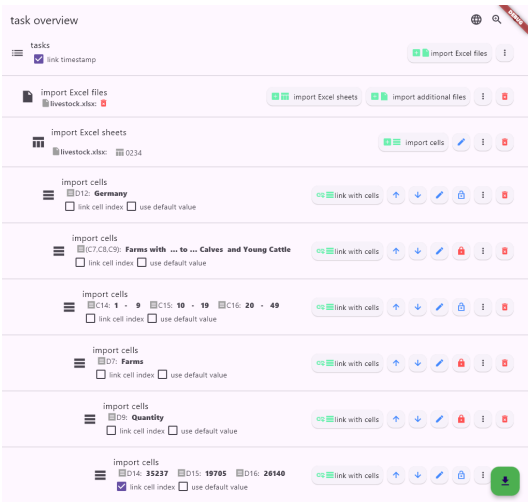 task overview
DEBUG
tasks
link timestamp
import Excel files
import Excel files
livestock.xlsx:
import Excel sheets
import additional files
import Excel sheets
livestock.xlsx: 0234
import cells
import cells
D12: Germany
link cell index use default value
link with cells
import cells
(C7,C8,C9): Farms with ... to ... Calves and Young Cattle
link cell index use default value
link with cells
import cells
C14: 1 - 9 C15: 10 - 19 C16: 20 - 49
link cell index use default value
link with cells
import cells
D7: Farms
link cell index use default value
link with cells
import cells
D9: Quantity
link cell index use default value
link with cells
import cells
D14: 35237 D15: 19705 D16: 26140
link cell index use default value
link with cells